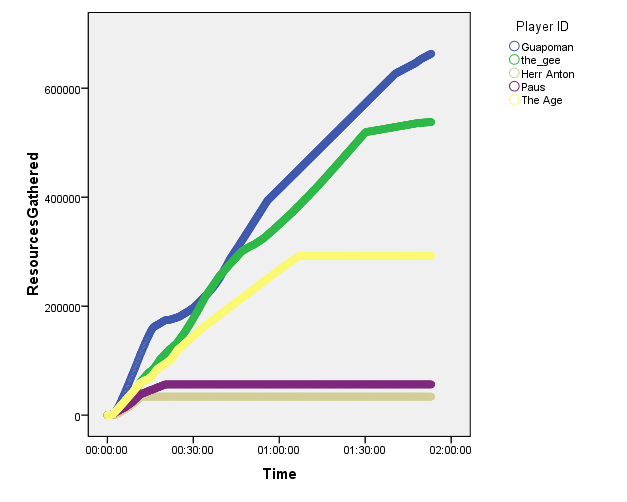 Player ID
Guapoman
the_gee
Herr Anton
Paus
The Age
ResourcesGathered
600000
400000
200000
0
00:00:00 00:30:00 01:00:00 01:30:00 02:00:00
Time